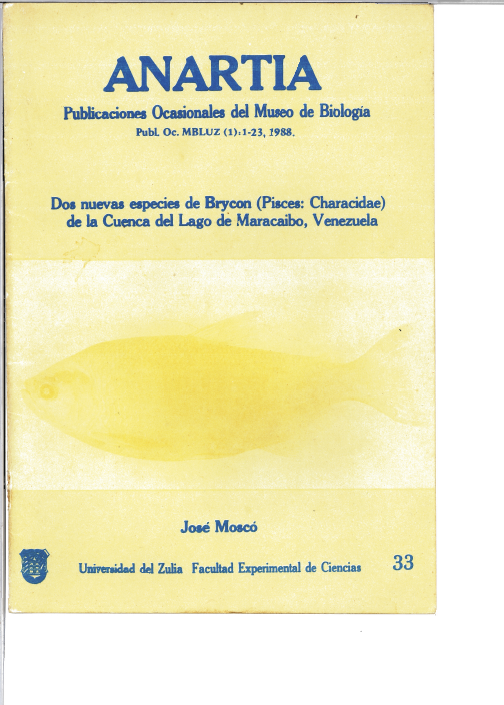 ANARTIA
Publicaciones Ocasionales del Museo de Biología
Publ. Oc. MBLUZ (1):1-23, 1988.
Dos nuevas especies de Brycon (Pisces: Characidae)
de la Cuenca del Lago de Maracaibo, Venezuela
José Moscó
Universidad del Zulia Facultad Experimental de Ciencias
33